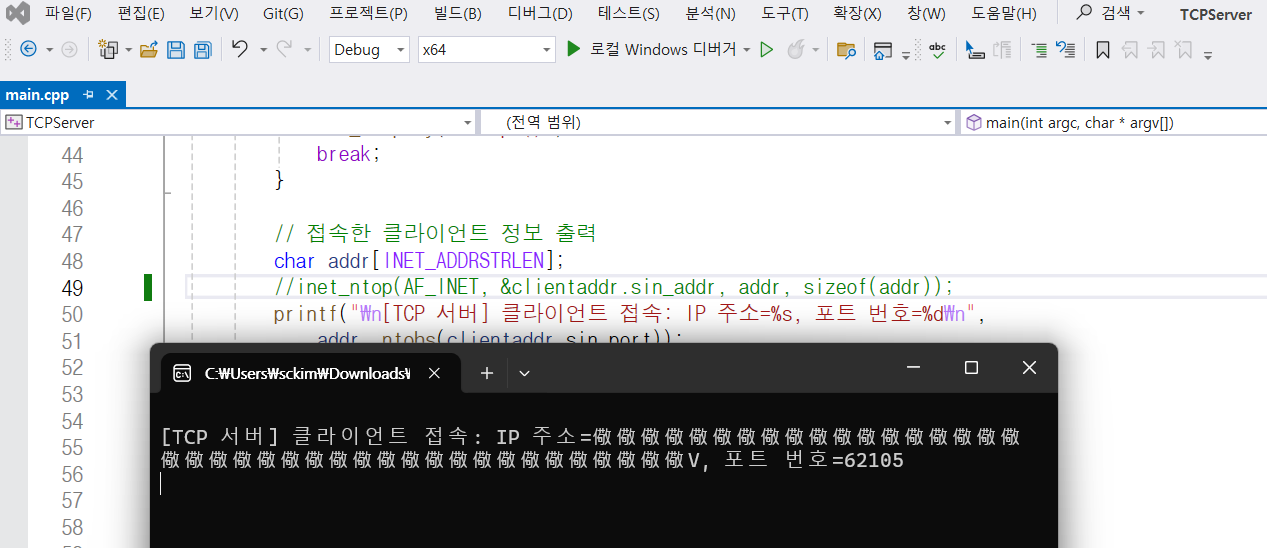 파일(F) 편집(E) 보기(V) Git(G) 프로젝트(P) 빌드(B) 디버그(D) 테스트(S) 분석(N) 도구(T) 확장(X) 창(W) 도움말(H) 검색 TCPServer
Debug x64 로컬 Windows 디버거 abc
main.cpp
TCPServer (전역 범위) main(int argc, char * argv[])
44 break;
45 }
46
47 // 접속한 클라이언트 정보 출력
48 char addr[INET_ADDRSTRLEN];
49 //inet_ntop(AF_INET, &clientaddr.sin_addr, addr, sizeof(addr));
50 printf("₩n[TCP 서버] 클라이언트 접속: IP 주소=%s, 포트 번호=%d₩n",
51 addr, ntohs(clientaddr.sin_port));
52
53
54
55
56
57
58
C:₩Users₩sckim₩Downloads₩
[TCP 서버] 클라이언트 접속: IP 주소=儆儆儆儆儆儆儆儆儆儆儆儆儆儆儆儆儆儆
儆儆儆儆儆儆儆儆儆儆儆儆儆儆儆儆儆儆儆儆儆儆V, 포트 번호=62105